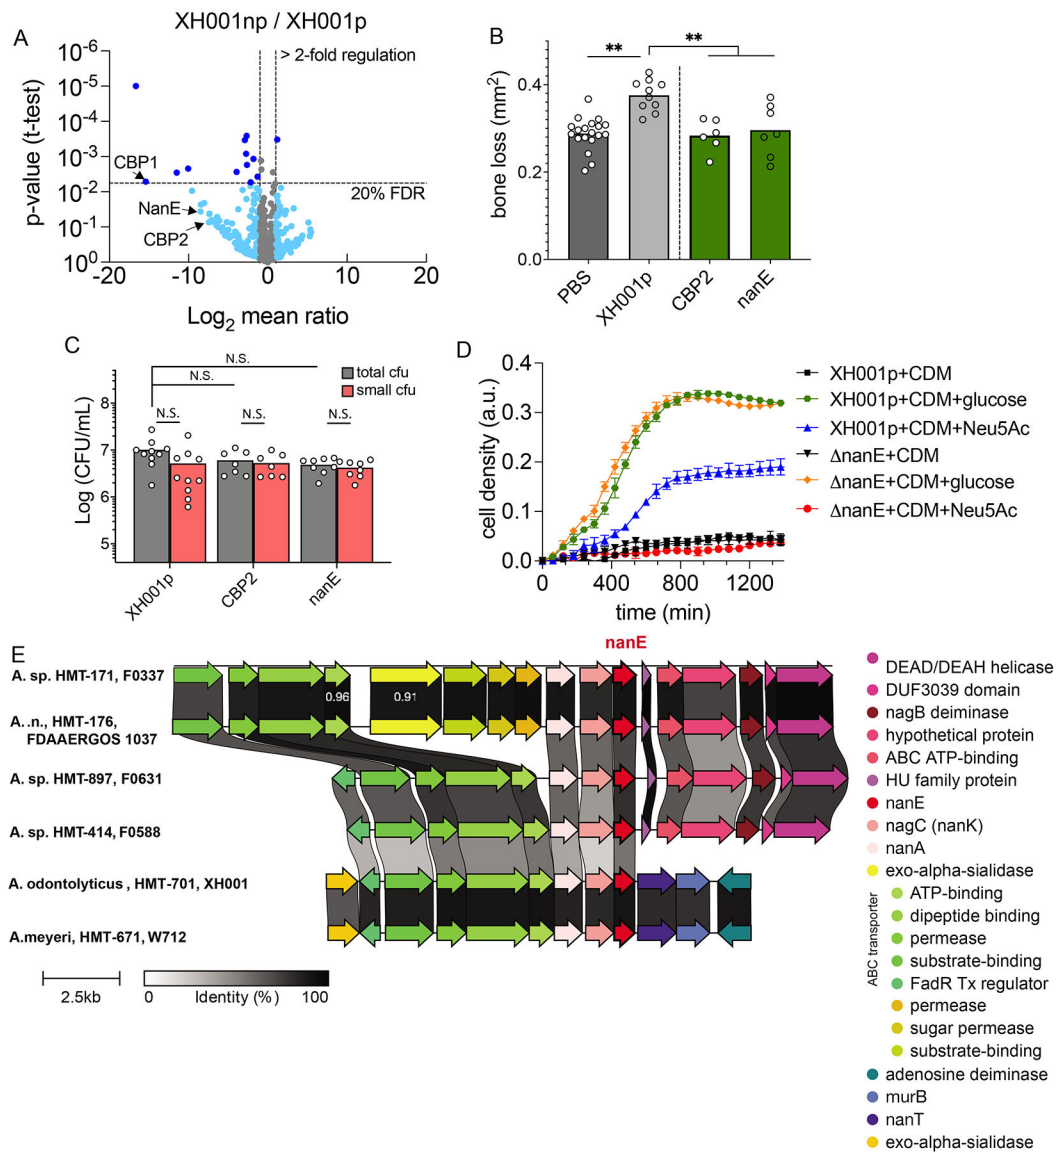 XH001np / XH001p
A
p-value (t-test)
10-6
10-5
10-4
10-3
10-2
10-1
100
> 2-fold regulation
20% FDR
CBP1
NanE
CBP2
-20
-10
0
10
20
Log2 mean ratio
B
bone loss (mm2)
0.4
0.2
0.0
**
**
PBS
XH001p
CBP2
nanE
C
Log (CFU/mL)
8
7
6
5
N.S.
N.S.
N.S.
N.S.
N.S.
total cfu
small cfu
XH001p
CBP2
nanE
D
cell density (a.u.)
0.4
0.3
0.2
0.1
0.0
0
400
800
1200
time (min)
XH001p+CDM
XH001p+CDM+glucose
XH001p+CDM+Neu5Ac
ΔnanE+CDM
ΔnanE+CDM+glucose
ΔnanE+CDM+Neu5Ac
E
nanE
A. sp. HMT-171, F0337
0.96
0.91
A. .n., HMT-176,
FDAAERGOS 1037
A. sp. HMT-897, F0631
A. sp. HMT-414, F0588
A. odontolyticus , HMT-701, XH001
A.meyeri, HMT-671, W712
2.5kb
0
Identity (%)
100
DEAD/DEAH helicase
DUF3039 domain
nagB deiminase
hypothetical protein
ABC ATP-binding
HU family protein
nanE
nagC (nanK)
nanA
exo-alpha-sialidase
ABC transporter
ATP-binding
dipeptide binding
permease
substrate-binding
FadR Tx regulator
permease
sugar permease
substrate-binding
adenosine deiminase
murB
nanT
exo-alpha-sialidase